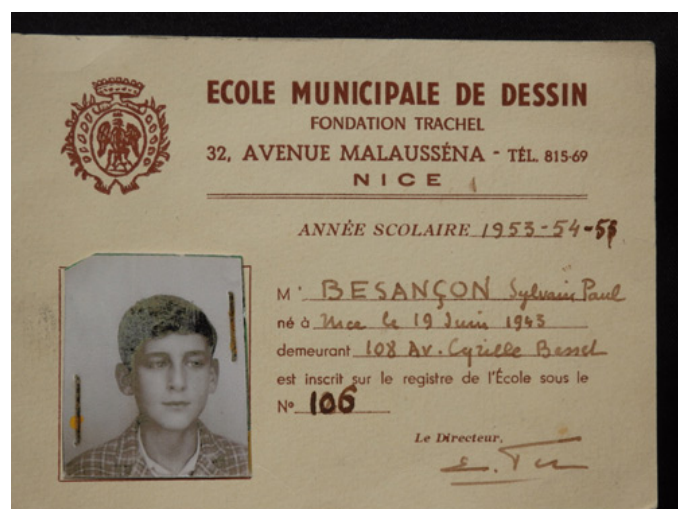 ECOLE MUNICIPALE DE DESSIN
FONDATION TRACHEL
32, AVENUE MALAUSSÉNA - TÉL. 815-69
NICE
ANNÉE SCOLAIRE 1953-54-55
M. BESANÇON Sylvain Paul
né à Nice le 19 Juin 1943
demeurant 108 Av. Cyrille Besset
est inscrit sur le registre de l'École sous le
No 106
Le Directeur,